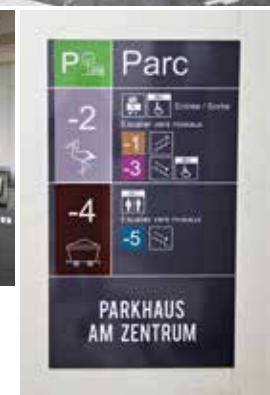 P Parc
-2
Entrée / Sortie
Escalier vers niveaux
-1
-3
-4
Escalier vers niveaux
-5
PARKHAUS
AM ZENTRUM